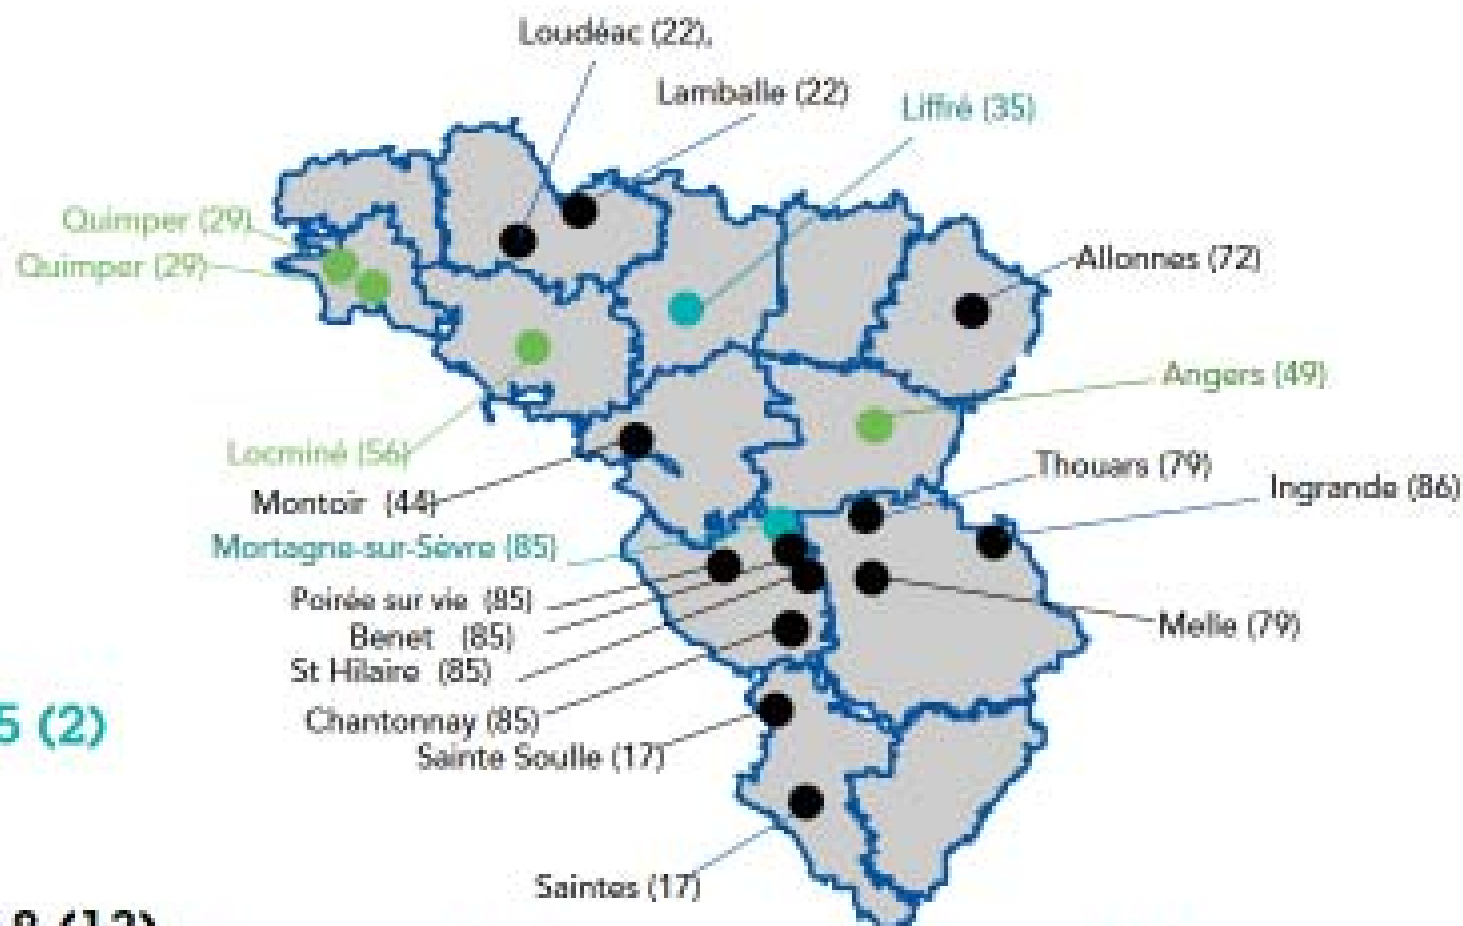 Loudéac (22),
Lamballe (22)
Liffré (35)
Quimper (29)
Quimper (29)
Allonnes (72)
Angers (49)
Locminé (56)
Thouars (79)
Ingrande (86)
Montoir (44)
Mortagne-sur-Sèvre (85)
Poirée sur vie (85)
Benet (85)
Melle (79)
St Hilaire (85)
Chantonnay (85)
5 (2)
Sainte Soulle (17)
Saintes (17)